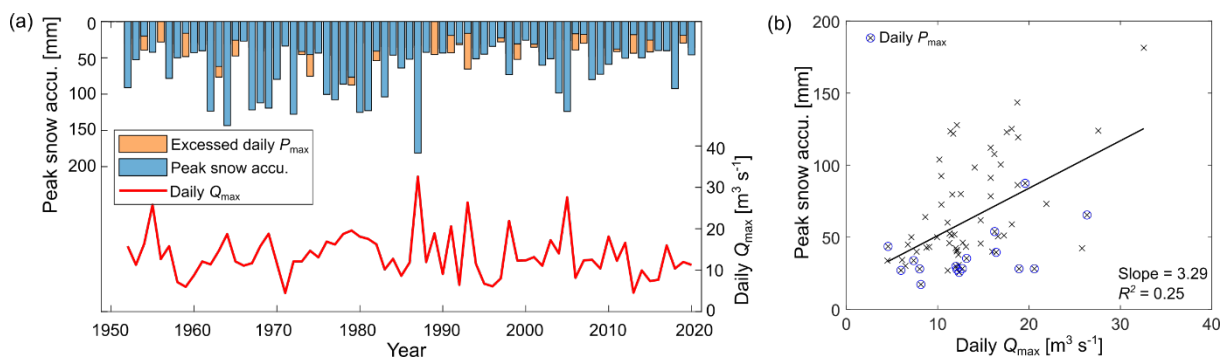 (a)
Peak snow accu. [mm]
0
50
100
150
200
Excessed daily Pmax
Peak snow accu.
Daily Qmax
40
30
20
10
0
Daily Qmax [m³ s⁻¹]
1950 1960 1970 1980 1990 2000 2010 2020
Year
(b)
Peak snow accu. [mm]
200
150
100
50
0
Daily Pmax
Slope = 3.29
R² = 0.25
0 10 20 30 40
Daily Qmax [m³ s⁻¹]